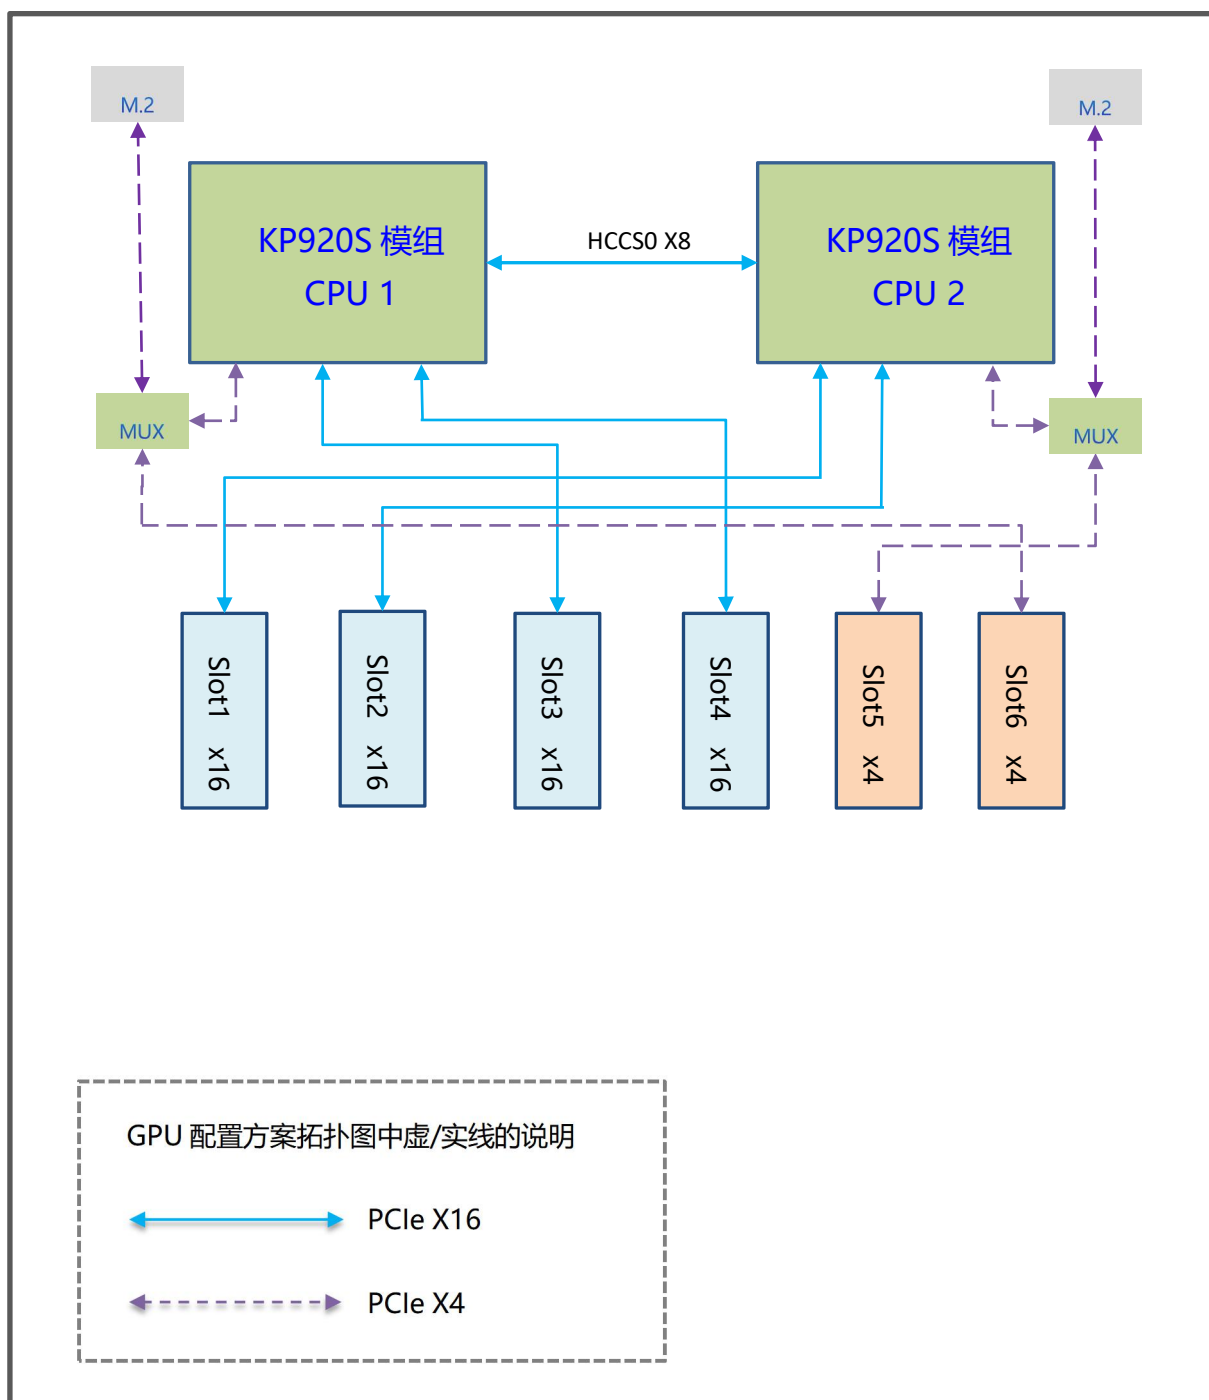 M.2
M.2
KP920S 模组
CPU 1
HCCS0 X8
KP920S 模组
CPU 2
MUX
MUX
Slot1 x16
Slot2 x16
Slot3 x16
Slot4 x16
Slot5 x4
Slot6 x4
GPU 配置方案拓扑图中虚/实线的说明
PCIe X16
PCIe X4